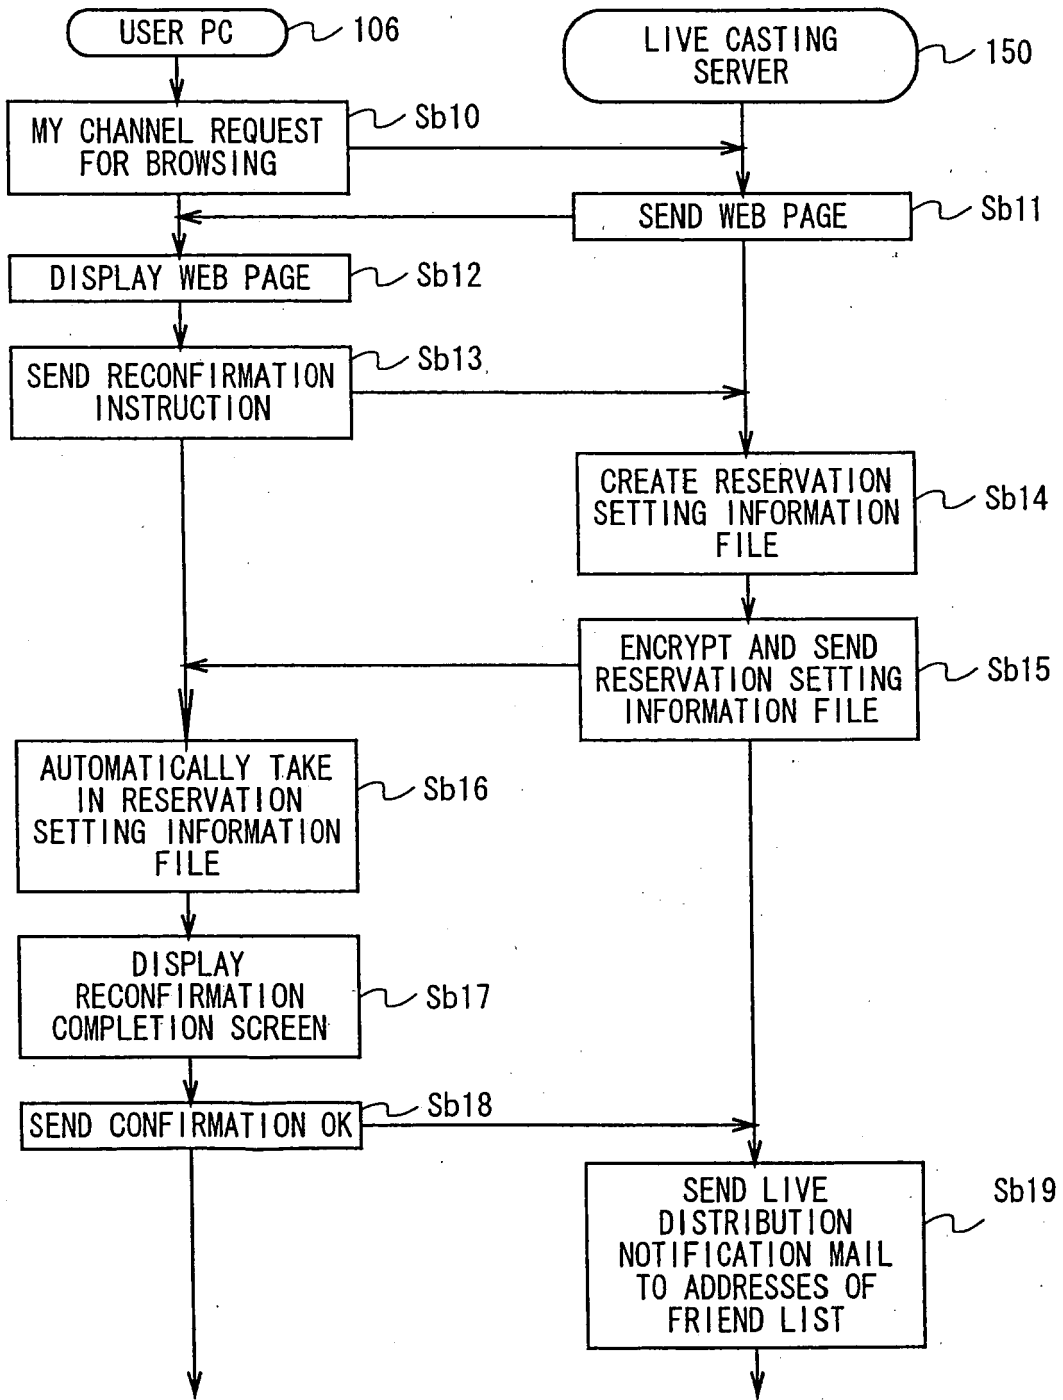 USER PC
106
LIVE CASTING
SERVER
150
MY CHANNEL REQUEST
FOR BROWSING
Sb10
SEND WEB PAGE
Sb11
DISPLAY WEB PAGE
Sb12
SEND RECONFIRMATION
INSTRUCTION
Sb13
CREATE RESERVATION
SETTING INFORMATION
FILE
Sb14
ENCRYPT AND SEND
RESERVATION SETTING
INFORMATION FILE
Sb15
AUTOMATICALLY TAKE
IN RESERVATION
SETTING INFORMATION
FILE
Sb16
DISPLAY
RECONFIRMATION
COMPLETION SCREEN
Sb17
SEND CONFIRMATION OK
Sb18
SEND LIVE
DISTRIBUTION
NOTIFICATION MAIL
TO ADDRESSES OF
FRIEND LIST
Sb19